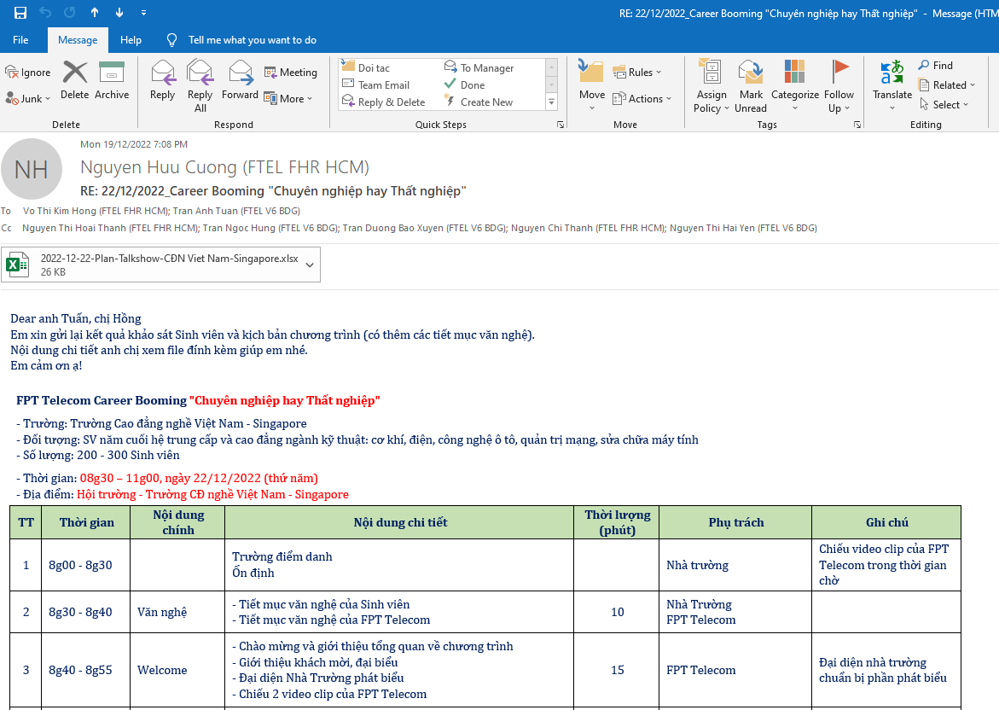 RE: 22/12/2022_Career Booming "Chuyên nghiệp hay Thất nghiệp" - Message (HTM
File Message Help Tell me what you want to do
Ignore
Junk
Delete
Archive
Delete
Reply
Reply All
Forward
Meeting
More
Respond
Doi tac
Team Email
Reply & Delete
To Manager
Done
Create New
Quick Steps
Move
Rules
Actions
Move
Assign Policy
Mark Unread
Categorize
Follow Up
Tags
Translate
Find
Related
Select
Editing
NH
Mon 19/12/2022 7:08 PM
Nguyen Huu Cuong (FTEL FHR HCM)
RE: 22/12/2022_Career Booming "Chuyên nghiệp hay Thất nghiệp"
To Vo Thi Kim Hong (FTEL FHR HCM); Tran Anh Tuan (FTEL V6 BDG)
Cc Nguyen Thi Hoai Thanh (FTEL FHR HCM); Tran Ngoc Hung (FTEL V6 BDG); Tran Duong Bao Xuyen (FTEL V6 BDG); Nguyen Chi Thanh (FTEL FHR HCM); Nguyen Thi Hai Yen (FTEL V6 BDG)
2022-12-22-Plan-Talkshow-CĐN Viet Nam-Singapore.xlsx
26 KB
Dear anh Tuấn, chị Hồng
Em xin gửi lại kết quả khảo sát Sinh viên và kịch bản chương trình (có thêm các tiết mục văn nghệ).
Nội dung chi tiết anh chị xem file đính kèm giúp em nhé.
Em cảm ơn ạ!
FPT Telecom Career Booming "Chuyên nghiệp hay Thất nghiệp"
- Trường: Trường Cao đẳng nghề Việt Nam - Singapore
- Đối tượng: SV năm cuối hệ trung cấp và cao đẳng ngành kỹ thuật: cơ khí, điện, công nghệ ô tô, quản trị mạng, sửa chữa máy tính
- Số lượng: 200 - 300 Sinh viên
- Thời gian: 08g30 – 11g00, ngày 22/12/2022 (thứ năm)
- Địa điểm: Hội trường - Trường CĐ nghề Việt Nam - Singapore
TT
Thời gian
Nội dung
chính
Nội dung chi tiết
Thời lượng
(phút)
Phụ trách
Ghi chú
1
8g00 - 8g30
Trường điểm danh
Ổn định
Nhà trường
Chiếu video clip của FPT
Telecom trong thời gian
chờ
2
8g30 - 8g40
Văn nghệ
- Tiết mục văn nghệ của Sinh viên
- Tiết mục văn nghệ của FPT Telecom
10
Nhà Trường
FPT Telecom
3
8g40 - 8g55
Welcome
- Chào mừng và giới thiệu tổng quan về chương trình
- Giới thiệu khách mời, đại biểu
- Đại diện Nhà Trường phát biểu
- Chiếu 2 video clip của FPT Telecom
15
FPT Telecom
Đại diện nhà trường
chuẩn bị phần phát biểu